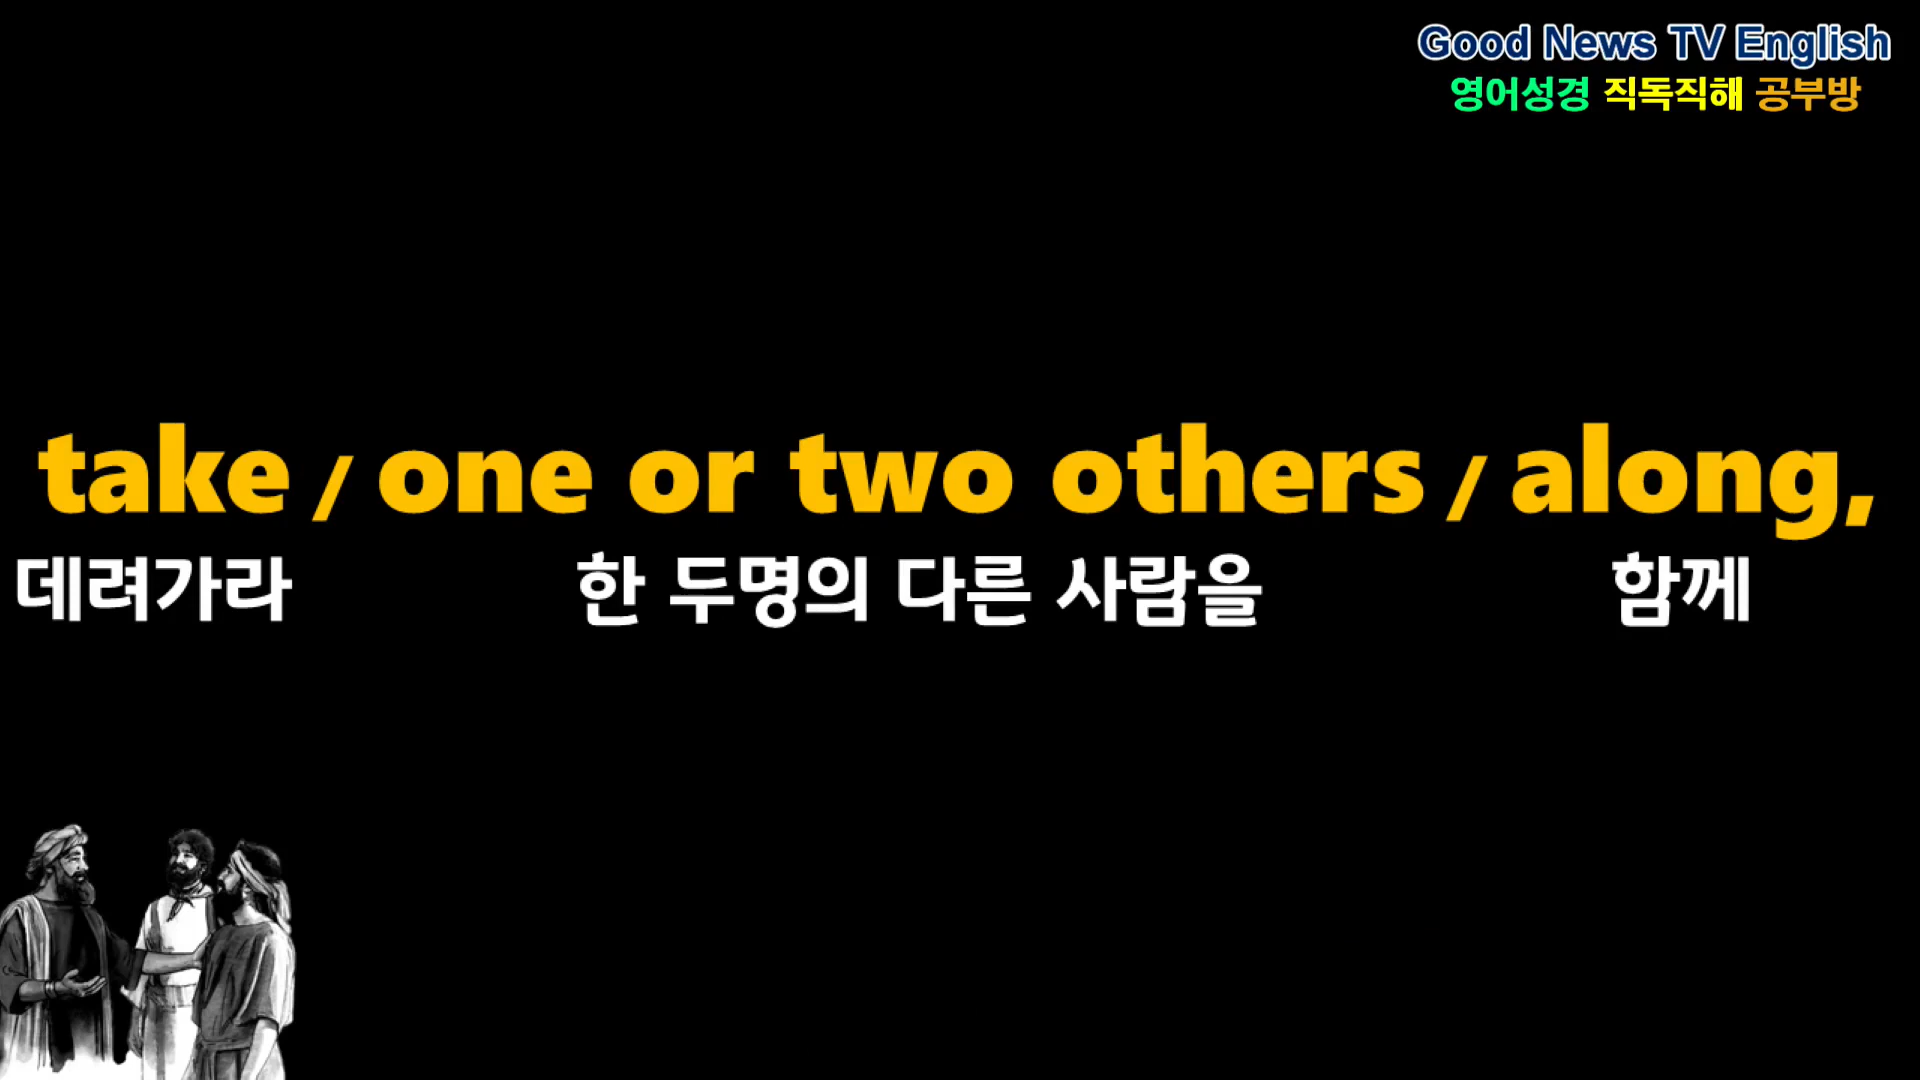 Good News TV English
영어성경 직독직해 공부방
take / one or two others / along,
데려가라 한 두명의 다른 사람을 함께